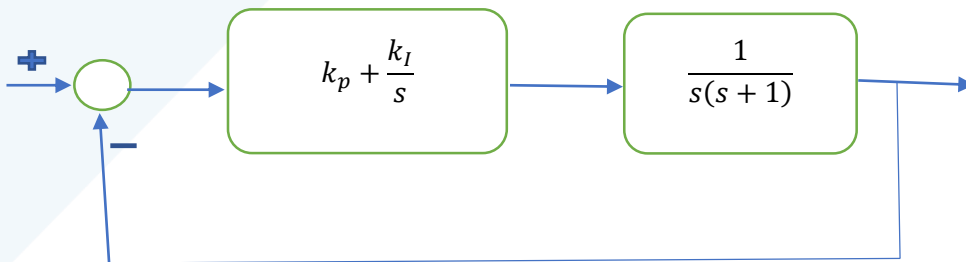 +
k_p + k_I/s
1/(s(s + 1))
−